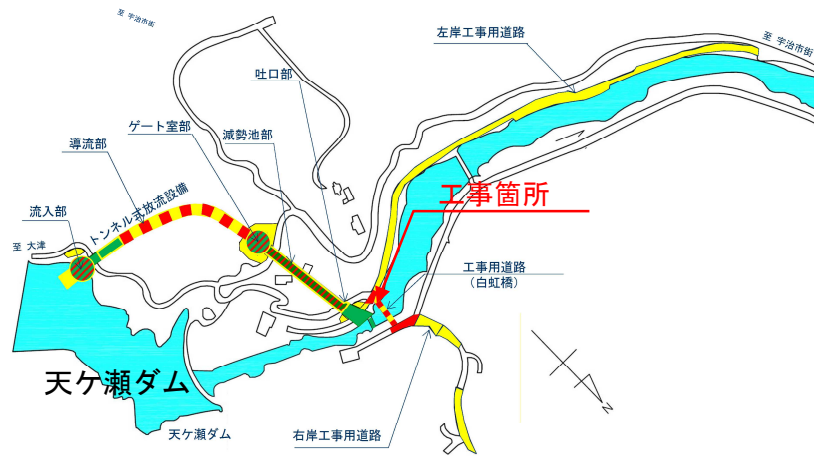 至 宇治市街
左岸工事用道路
至 宇治市街
吐口部
ゲート室部
減勢池部
導流部
トンネル式放流設備
工事箇所
流入部
至 大津
工事用道路
(白虹橋)
天ケ瀬ダム
天ケ瀬ダム
右岸工事用道路
N